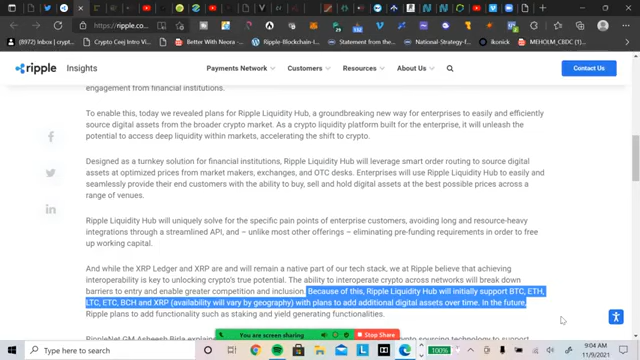 https://ripple.co...
(8972) Inbox | crypt...
Crypto Ceej Intro Vi...
Better With Neora -...
Ripple-Blockchain-T...
Statement from the...
National-Strategy-f...
ikonick
MEHOLM_CBDC(...
ripple
Insights
Payments Network
Customers
Resources
About Us
Contact Us
engagement from financial institutions.
To enable this, today we revealed plans for Ripple Liquidity Hub, a groundbreaking new way for enterprises to easily and efficiently
source digital assets from the broader crypto market. As a crypto liquidity platform built for the enterprise, it will unleash the
potential to access deep liquidity within markets, accelerating the shift to crypto.
Designed as a turnkey solution for financial institutions, Ripple Liquidity Hub will leverage smart order routing to source digital
assets at optimized prices from market makers, exchanges, and OTC desks. Enterprises will use Ripple Liquidity Hub to easily and
seamlessly provide their end customers with the ability to buy, sell and hold digital assets at the best possible prices across a
range of venues.
Ripple Liquidity Hub will uniquely solve for the specific pain points of enterprise customers, avoiding long and resource-heavy
integrations through a streamlined API, and – unlike most other offerings – eliminating pre-funding requirements in order to free
up working capital.
And while the XRP Ledger and XRP are and will remain a native part of our tech stack, we at Ripple believe that achieving
interoperability is key to unlocking crypto's true potential. The ability to interoperate crypto across networks will break down
barriers to entry and enable greater competition and inclusion. Because of this, Ripple Liquidity Hub will initially support BTC, ETH,
LTC, ETC, BCH and XRP (availability will vary by geography) with plans to add additional digital assets over time. In the future,
Ripple plans to add functionality such as staking and yield generating functionalities.
You are screen sharing
Stop Share
RippleNet GM Asheesh Birla
sourcing technology to support
100%
9:04 AM
11/9/2021